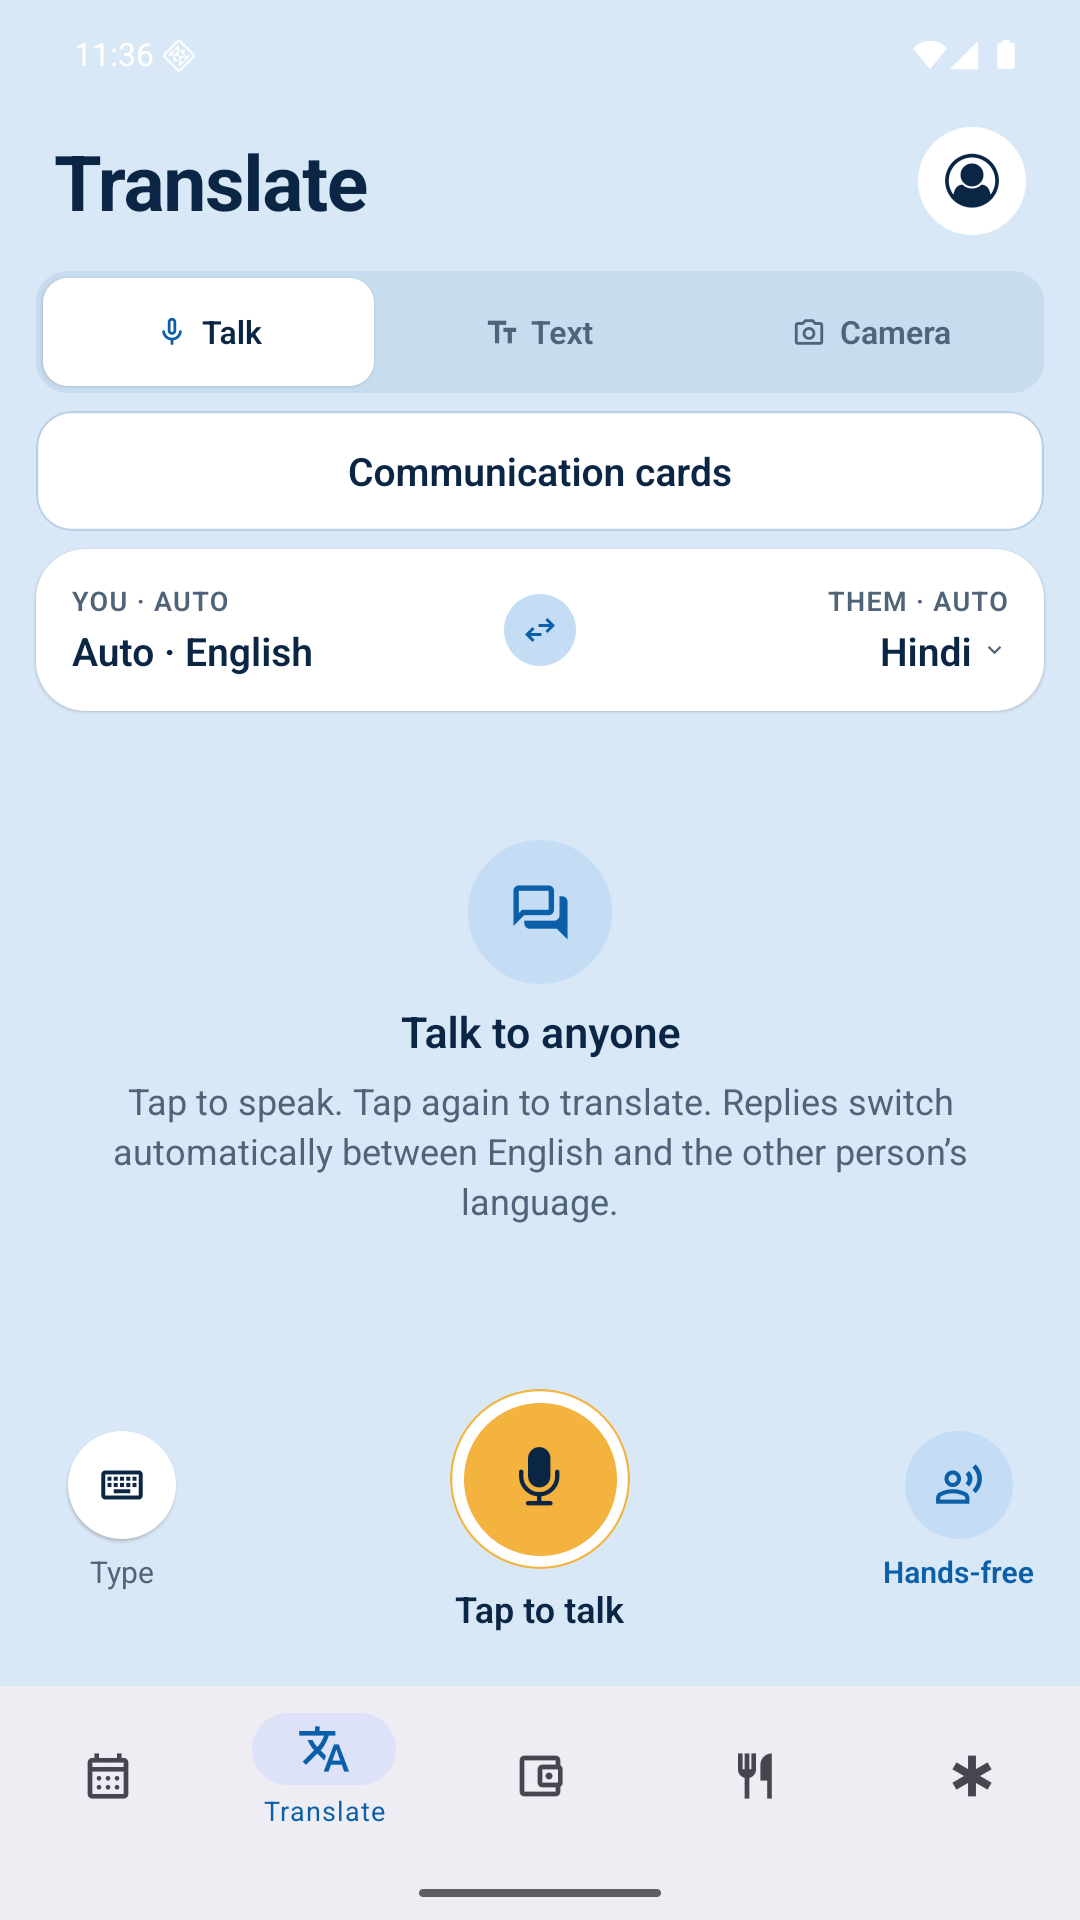 11:36
Translate
Talk
Text
Camera
Communication cards
YOU · AUTO
THEM · AUTO
Auto · English
Hindi
Talk to anyone
Tap to speak. Tap again to translate. Replies switch
automatically between English and the other person’s
language.
Type
Hands-free
Tap to talk
Translate